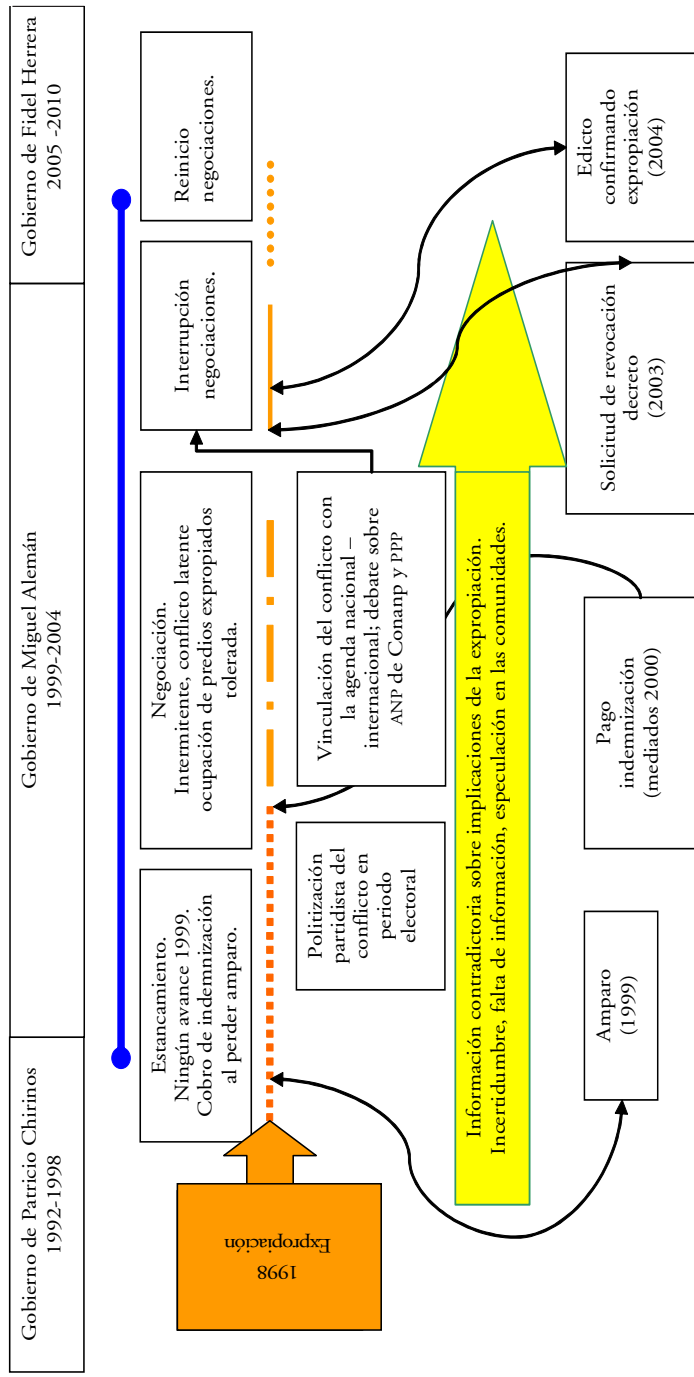 Gobierno de Patricio Chirinos
1992-1998
Gobierno de Miguel Alemán
1999-2004
Gobierno de Fidel Herrera
2005 -2010
1998
Expropiación
Estancamiento.
Ningún avance 1999.
Cobro de indemnización
al perder amparo.
Negociación.
Intermitente, conflicto latente
ocupación de predios expropiados
tolerada.
Interrupción
negociaciones.
Reinicio
negociaciones.
Politización
partidista del
conflicto en
periodo
electoral
Vinculación del conflicto con
la agenda nacional –
internacional; debate sobre
ANP de Conanp y PPP
Información contradictoria sobre implicaciones de la expropiación.
Incertidumbre, falta de información, especulación en las comunidades.
Amparo
(1999)
Pago
indemnización
(mediados 2000)
Solicitud de revocación
decreto
(2003)
Edicto
confirmando
expropiación
(2004)